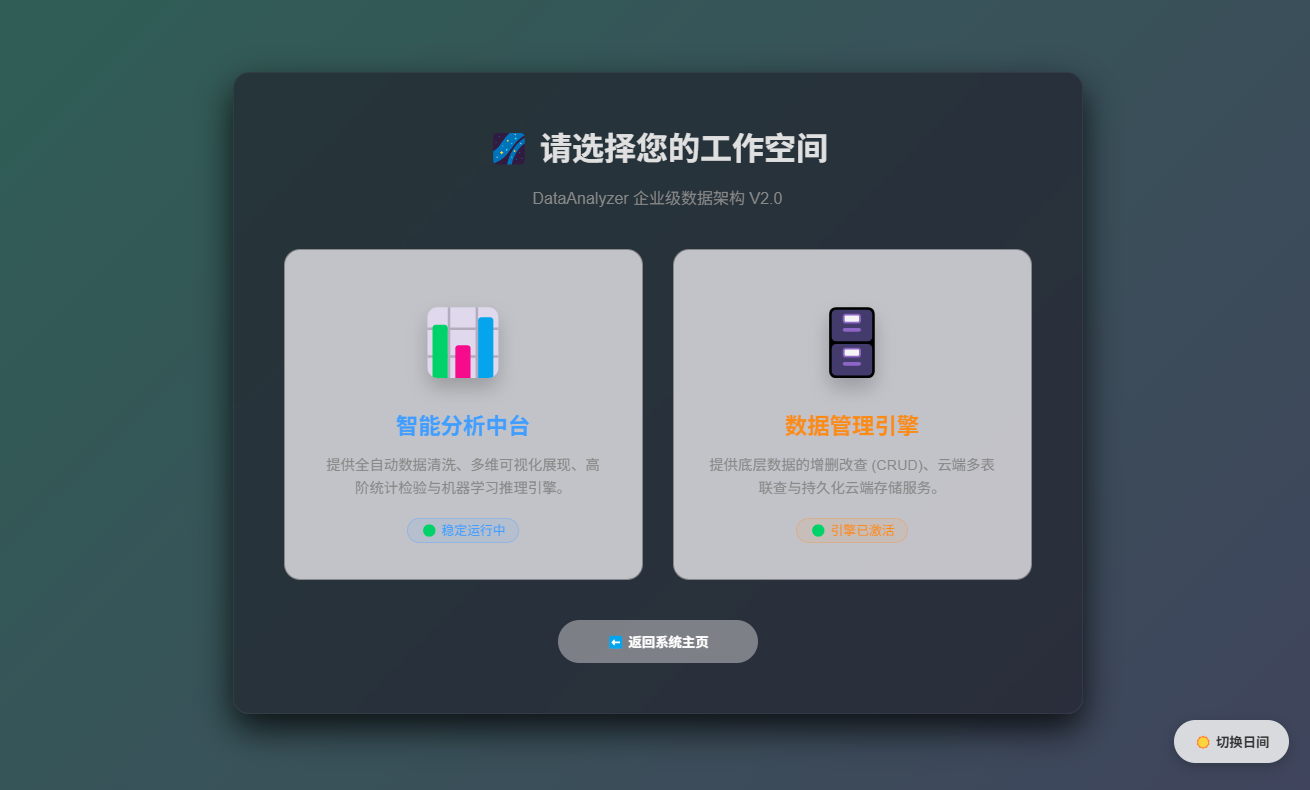 请选择您的工作空间
DataAnalyzer 企业级数据架构 V2.0
智能分析中台
提供全自动数据清洗、多维可视化展现、高
阶统计检验与机器学习推理引擎。
稳定运行中
数据管理引擎
提供底层数据的增删改查 (CRUD)、云端多表
联查与持久化云端存储服务。
引擎已激活
返回系统主页
切换日间